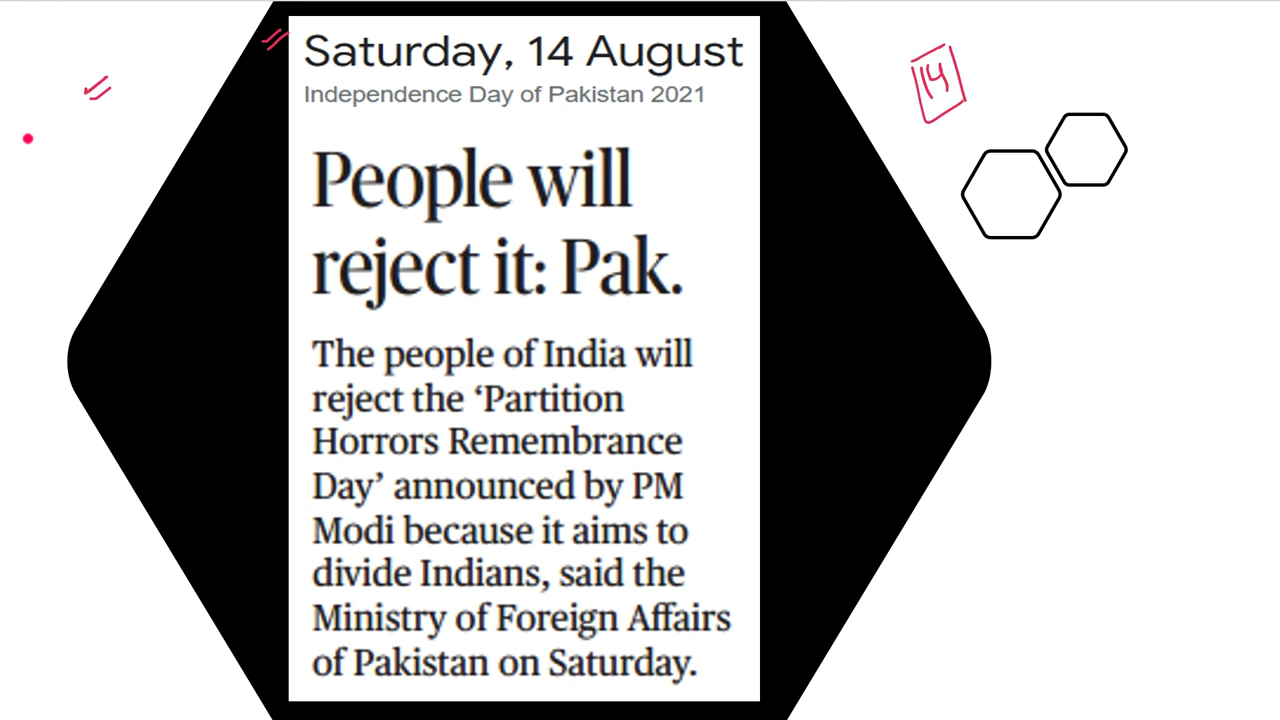 Saturday, 14 August
Independence Day of Pakistan 2021
14
People will
reject it: Pak.
The people of India will
reject the ‘Partition
Horrors Remembrance
Day’ announced by PM
Modi because it aims to
divide Indians, said the
Ministry of Foreign Affairs
of Pakistan on Saturday.